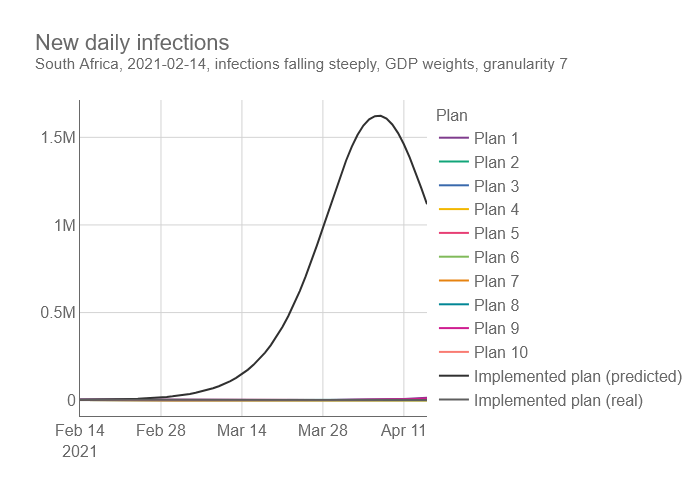 New daily infections
South Africa, 2021-02-14, infections falling steeply, GDP weights, granularity 7
Plan
1.5M
1M
0.5M
0
Feb 14
2021
Feb 28
Mar 14
Mar 28
Apr 11
Plan 1
Plan 2
Plan 3
Plan 4
Plan 5
Plan 6
Plan 7
Plan 8
Plan 9
Plan 10
Implemented plan (predicted)
Implemented plan (real)